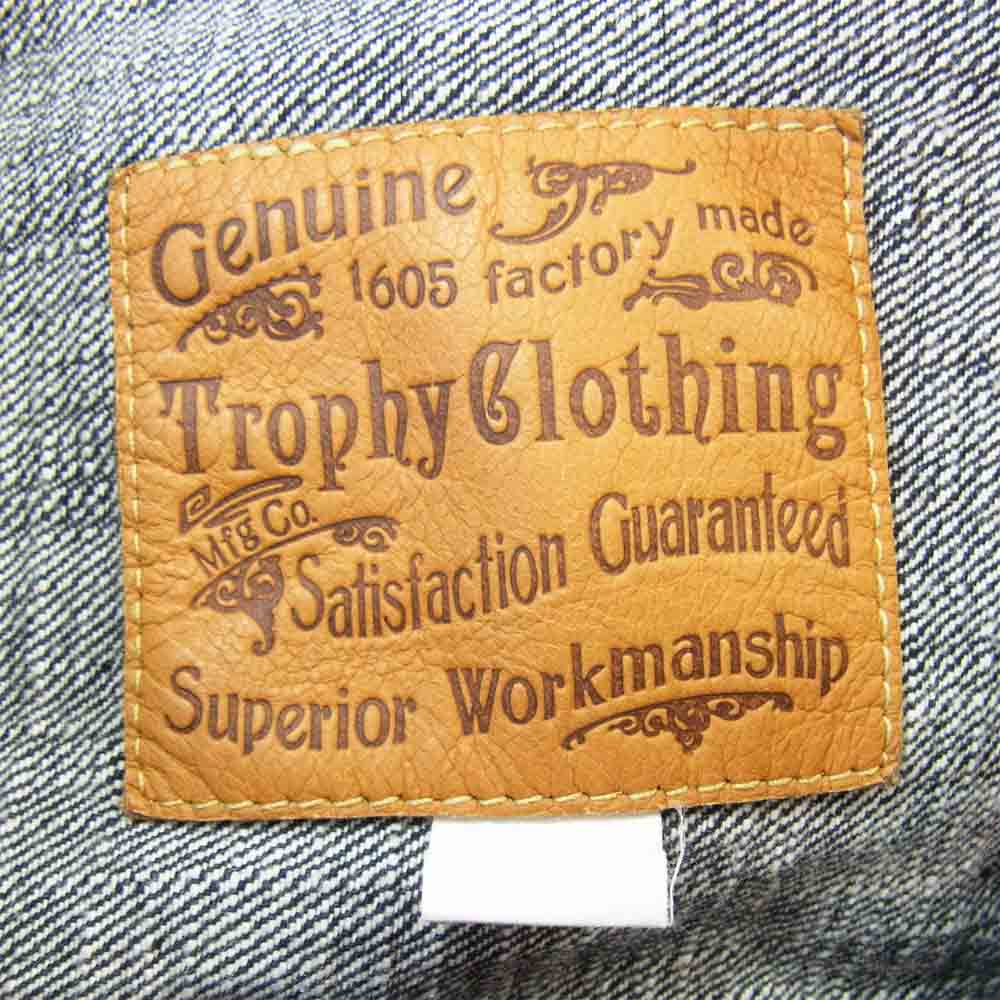 Genuine
1605 factory made
Trophy Clothing
Mfg Co.
Satisfaction Guaranteed
Superior Workmanship